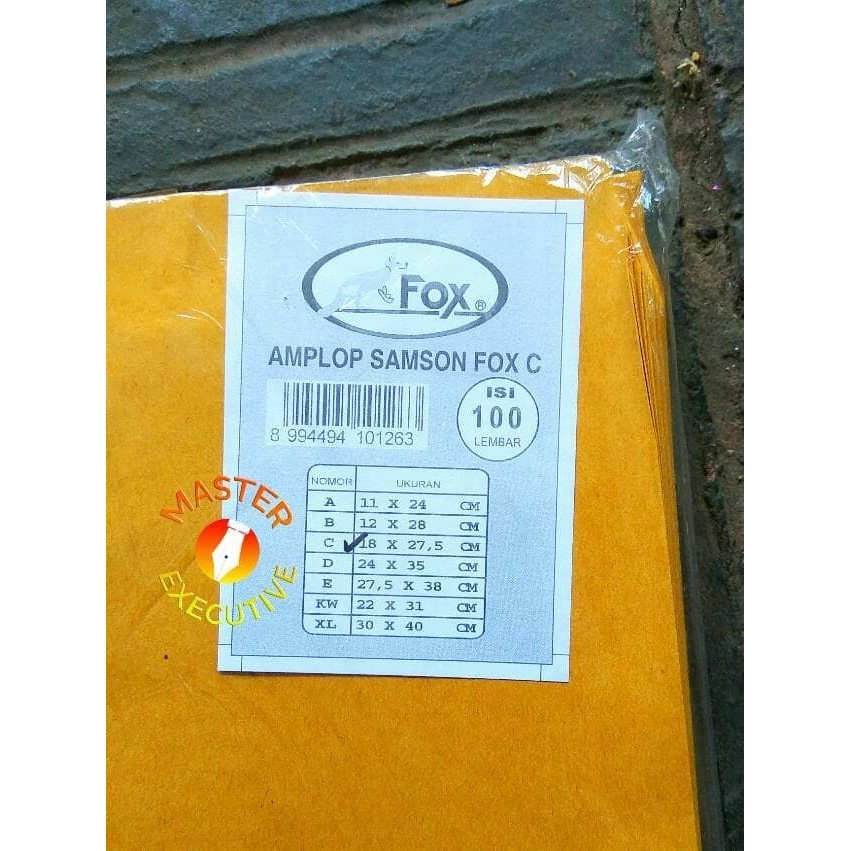 FOX ®
AMPLOP SAMSON FOX C
8 994494 101263
ISI
100
LEMBAR
NOMOR UKURAN
A 11 X 24 CM
B 12 X 28 CM
C 18 X 27,5 CM
D 24 X 35 CM
E 27,5 X 38 CM
KW 22 X 31 CM
XL 30 X 40 CM
MASTER
EXECUTIVE